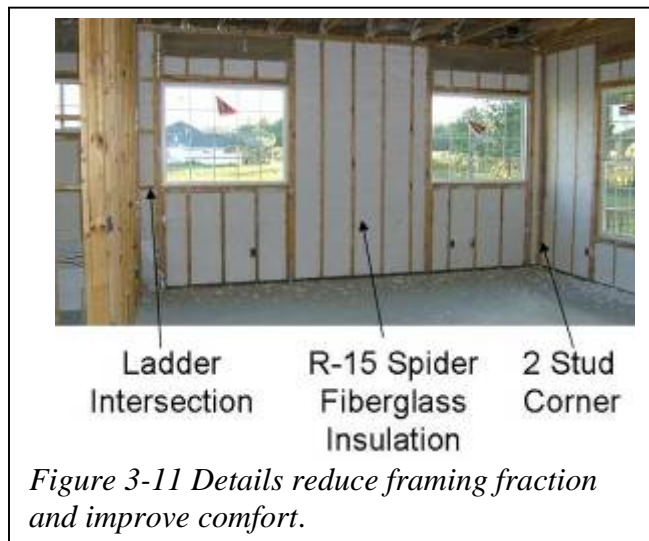 Ladder
Intersection
R-15 Spider
Fiberglass
Insulation
2 Stud
Corner
Figure 3-11 Details reduce framing fraction
and improve comfort.